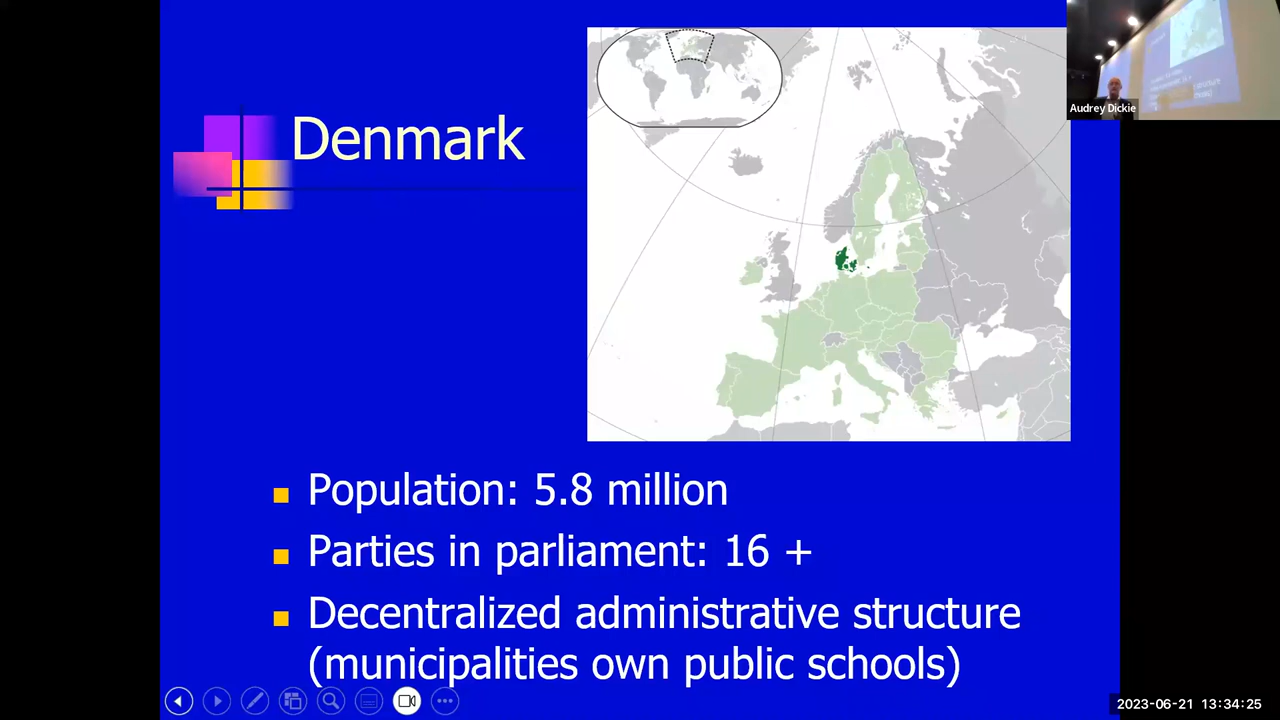 Denmark
Audrey Dickie
Population: 5.8 million
Parties in parliament: 16 +
Decentralized administrative structure
(municipalities own public schools)
2023-06-21 13:34:25